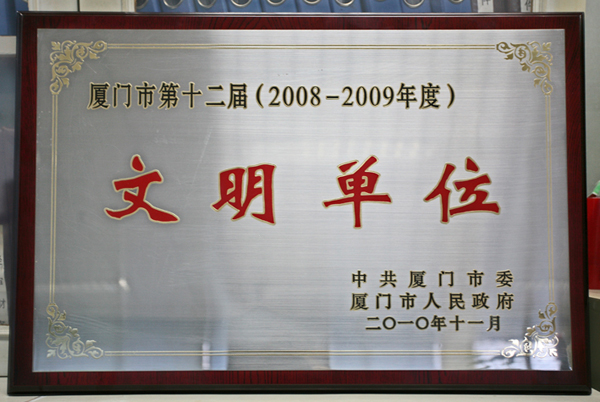 厦门市第十二届(2008-2009年度)
文明单位
中共厦门市委
厦门市人民政府
二〇一〇年十一月